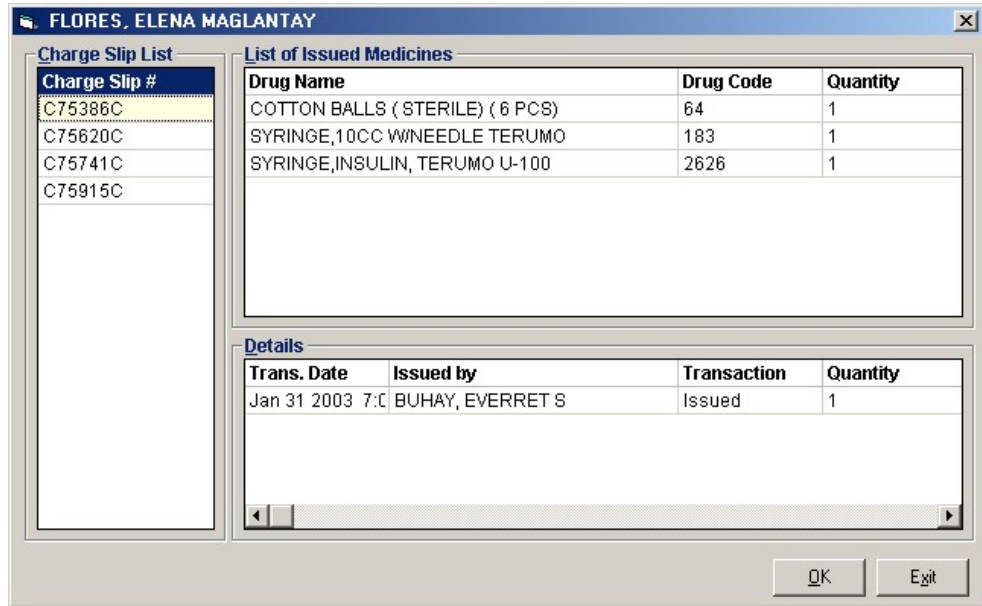 FLORES, ELENA MAGLANTAY
Charge Slip List
Charge Slip #
C75386C
C75620C
C75741C
C75915C
List of Issued Medicines
Drug Name Drug Code Quantity
COTTON BALLS ( STERILE) ( 6 PCS) 64 1
SYRINGE,10CC W/NEEDLE TERUMO 183 1
SYRINGE,INSULIN, TERUMO U-100 2626 1
Details
Trans. Date Issued by Transaction Quantity
Jan 31 2003 BUHAY, EVERRET S Issued 1
OK Exit